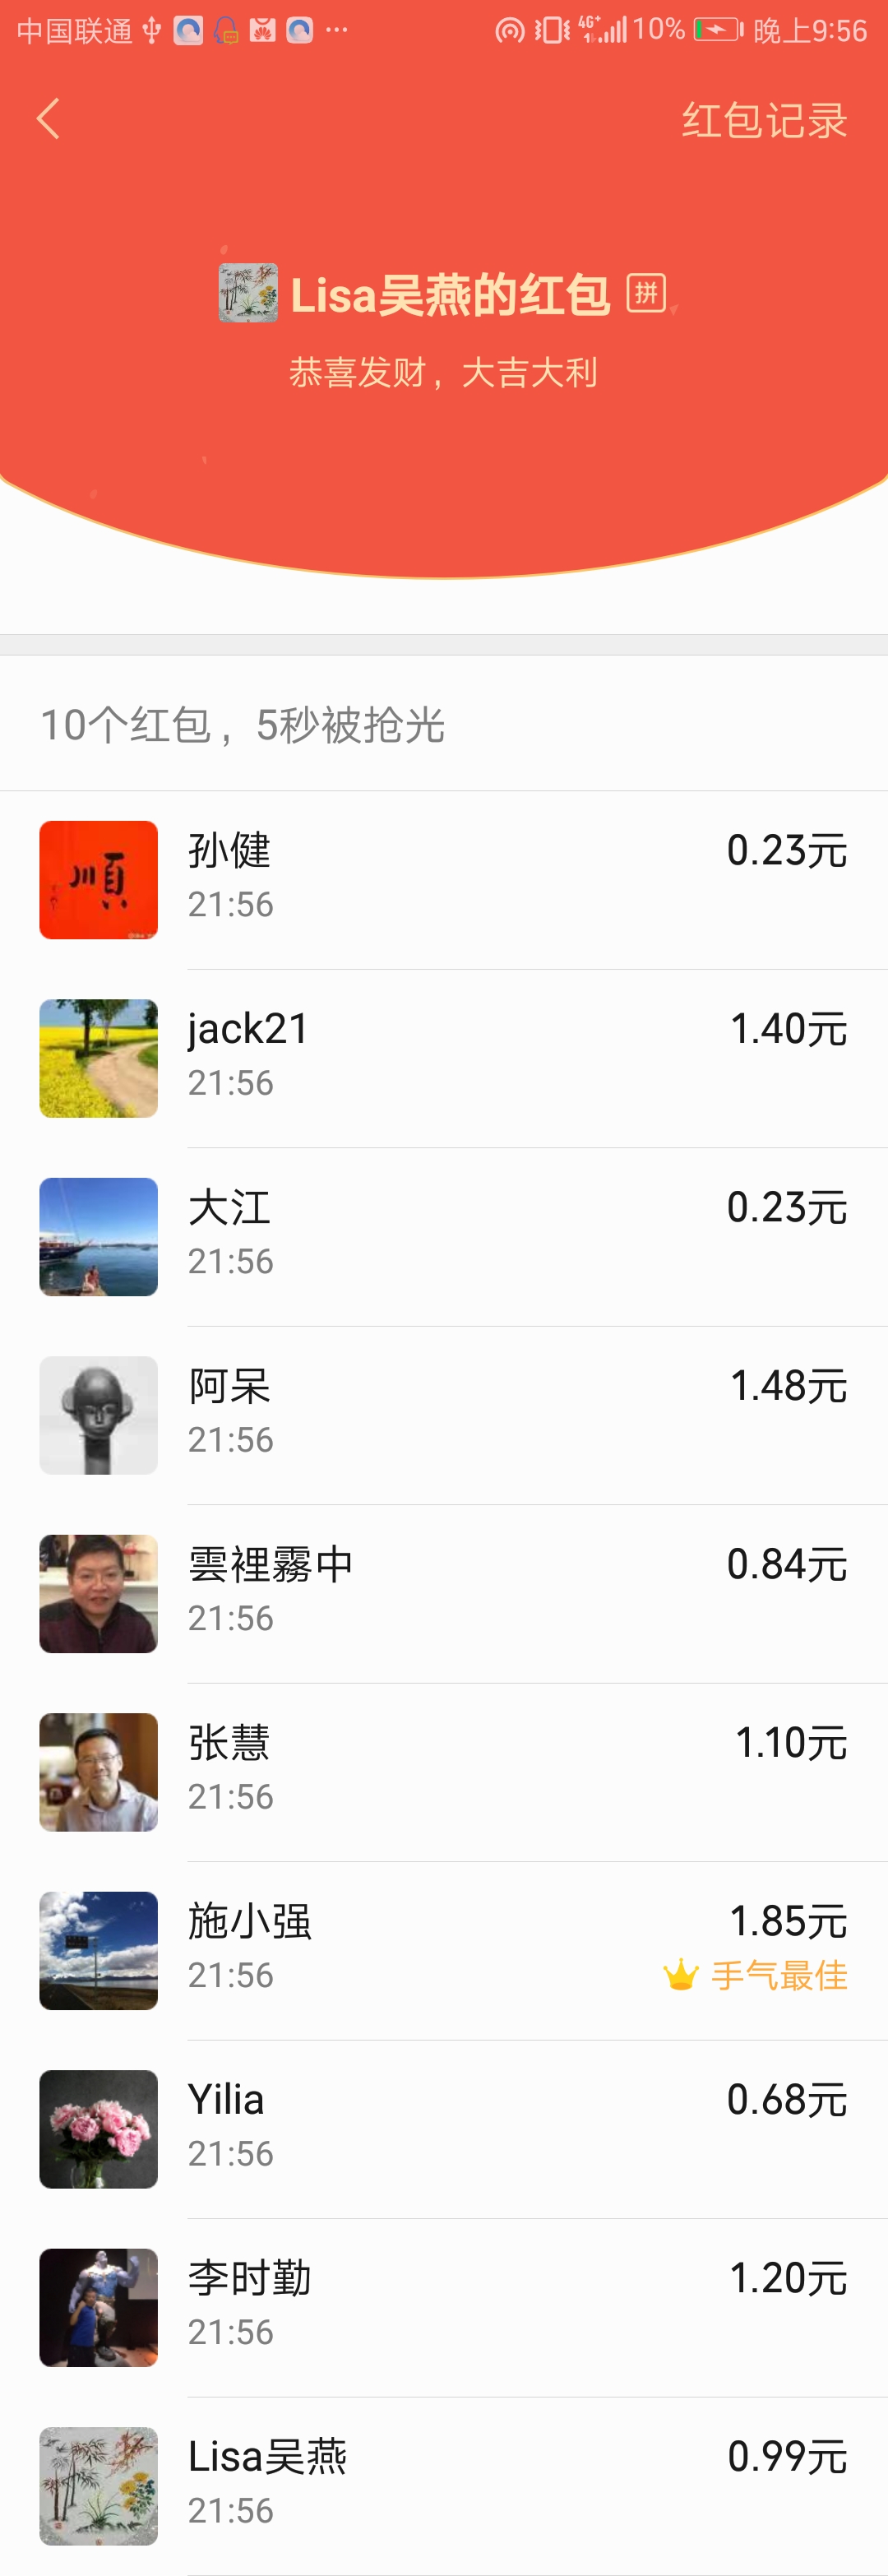 中国联通 ··· 4G+ 10% 晚上9:56
红包记录
Lisa吴燕的红包 拼
恭喜发财，大吉大利
10个红包，5秒被抢光
順
孙健 0.23元
21:56
jack21 1.40元
21:56
大江 0.23元
21:56
阿呆 1.48元
21:56
雲裡霧中 0.84元
21:56
张慧 1.10元
21:56
施小强 1.85元
21:56 手气最佳
Yilia 0.68元
21:56
李时勤 1.20元
21:56
Lisa吴燕 0.99元
21:56